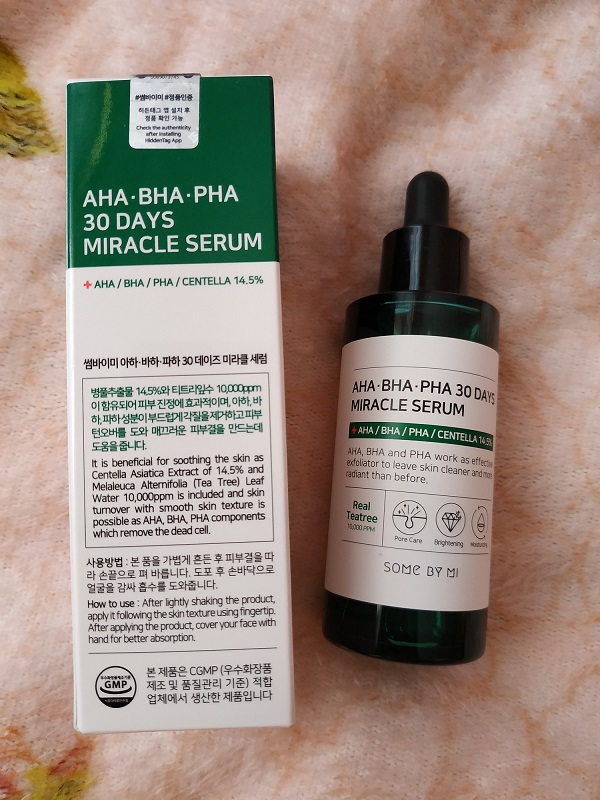 #썸바이미 #정품인증
히든태그 앱 설치 후
정품 확인 가능
Check the authenticity
after installing
HiddenTag App
AHA·BHA·PHA
30 DAYS
MIRACLE SERUM
+ AHA / BHA / PHA / CENTELLA 14.5%
썸바이미 아하·바하·파하 30 데이즈 미라클 세럼
병풀추출물 14.5%와 티트리잎수 10,000ppm
이 함유되어 피부 진정에 효과적이며, 아하, 바
하, 파하 성분이 부드럽게 각질을 제거하고 피부
턴오버를 도와 매끄러운 피부결을 만드는데
도움을 줍니다.
It is beneficial for soothing the skin as
Centella Asiatica Extract of 14.5% and
Melaleuca Alternifolia (Tea Tree) Leaf
Water 10,000ppm is included and skin
turnover with smooth skin texture is
possible as AHA, BHA, PHA components
which remove the dead cell.
사용방법 : 본 품을 가볍게 흔든 후 피부결을 따
라 손끝으로 펴 바릅니다. 도포 후 손바닥으로
얼굴을 감싸 흡수를 도와줍니다.
How to use : After lightly shaking the product,
apply it following the skin texture using fingertip.
After applying the product, cover your face with
hand for better absorption.
GMP
본 제품은 CGMP (우수화장품
제조 및 품질관리 기준) 적합
업체에서 생산한 제품입니다
AHA·BHA·PHA 30 DAYS
MIRACLE SERUM
+ AHA / BHA / PHA / CENTELLA 14.5%
AHA, BHA and PHA work as effective
exfoliator to leave skin cleaner and more
radiant than before.
Real
Teatree
10,000 PPM
Pore Care
Brightening
Moisturizing
SOME BY MI